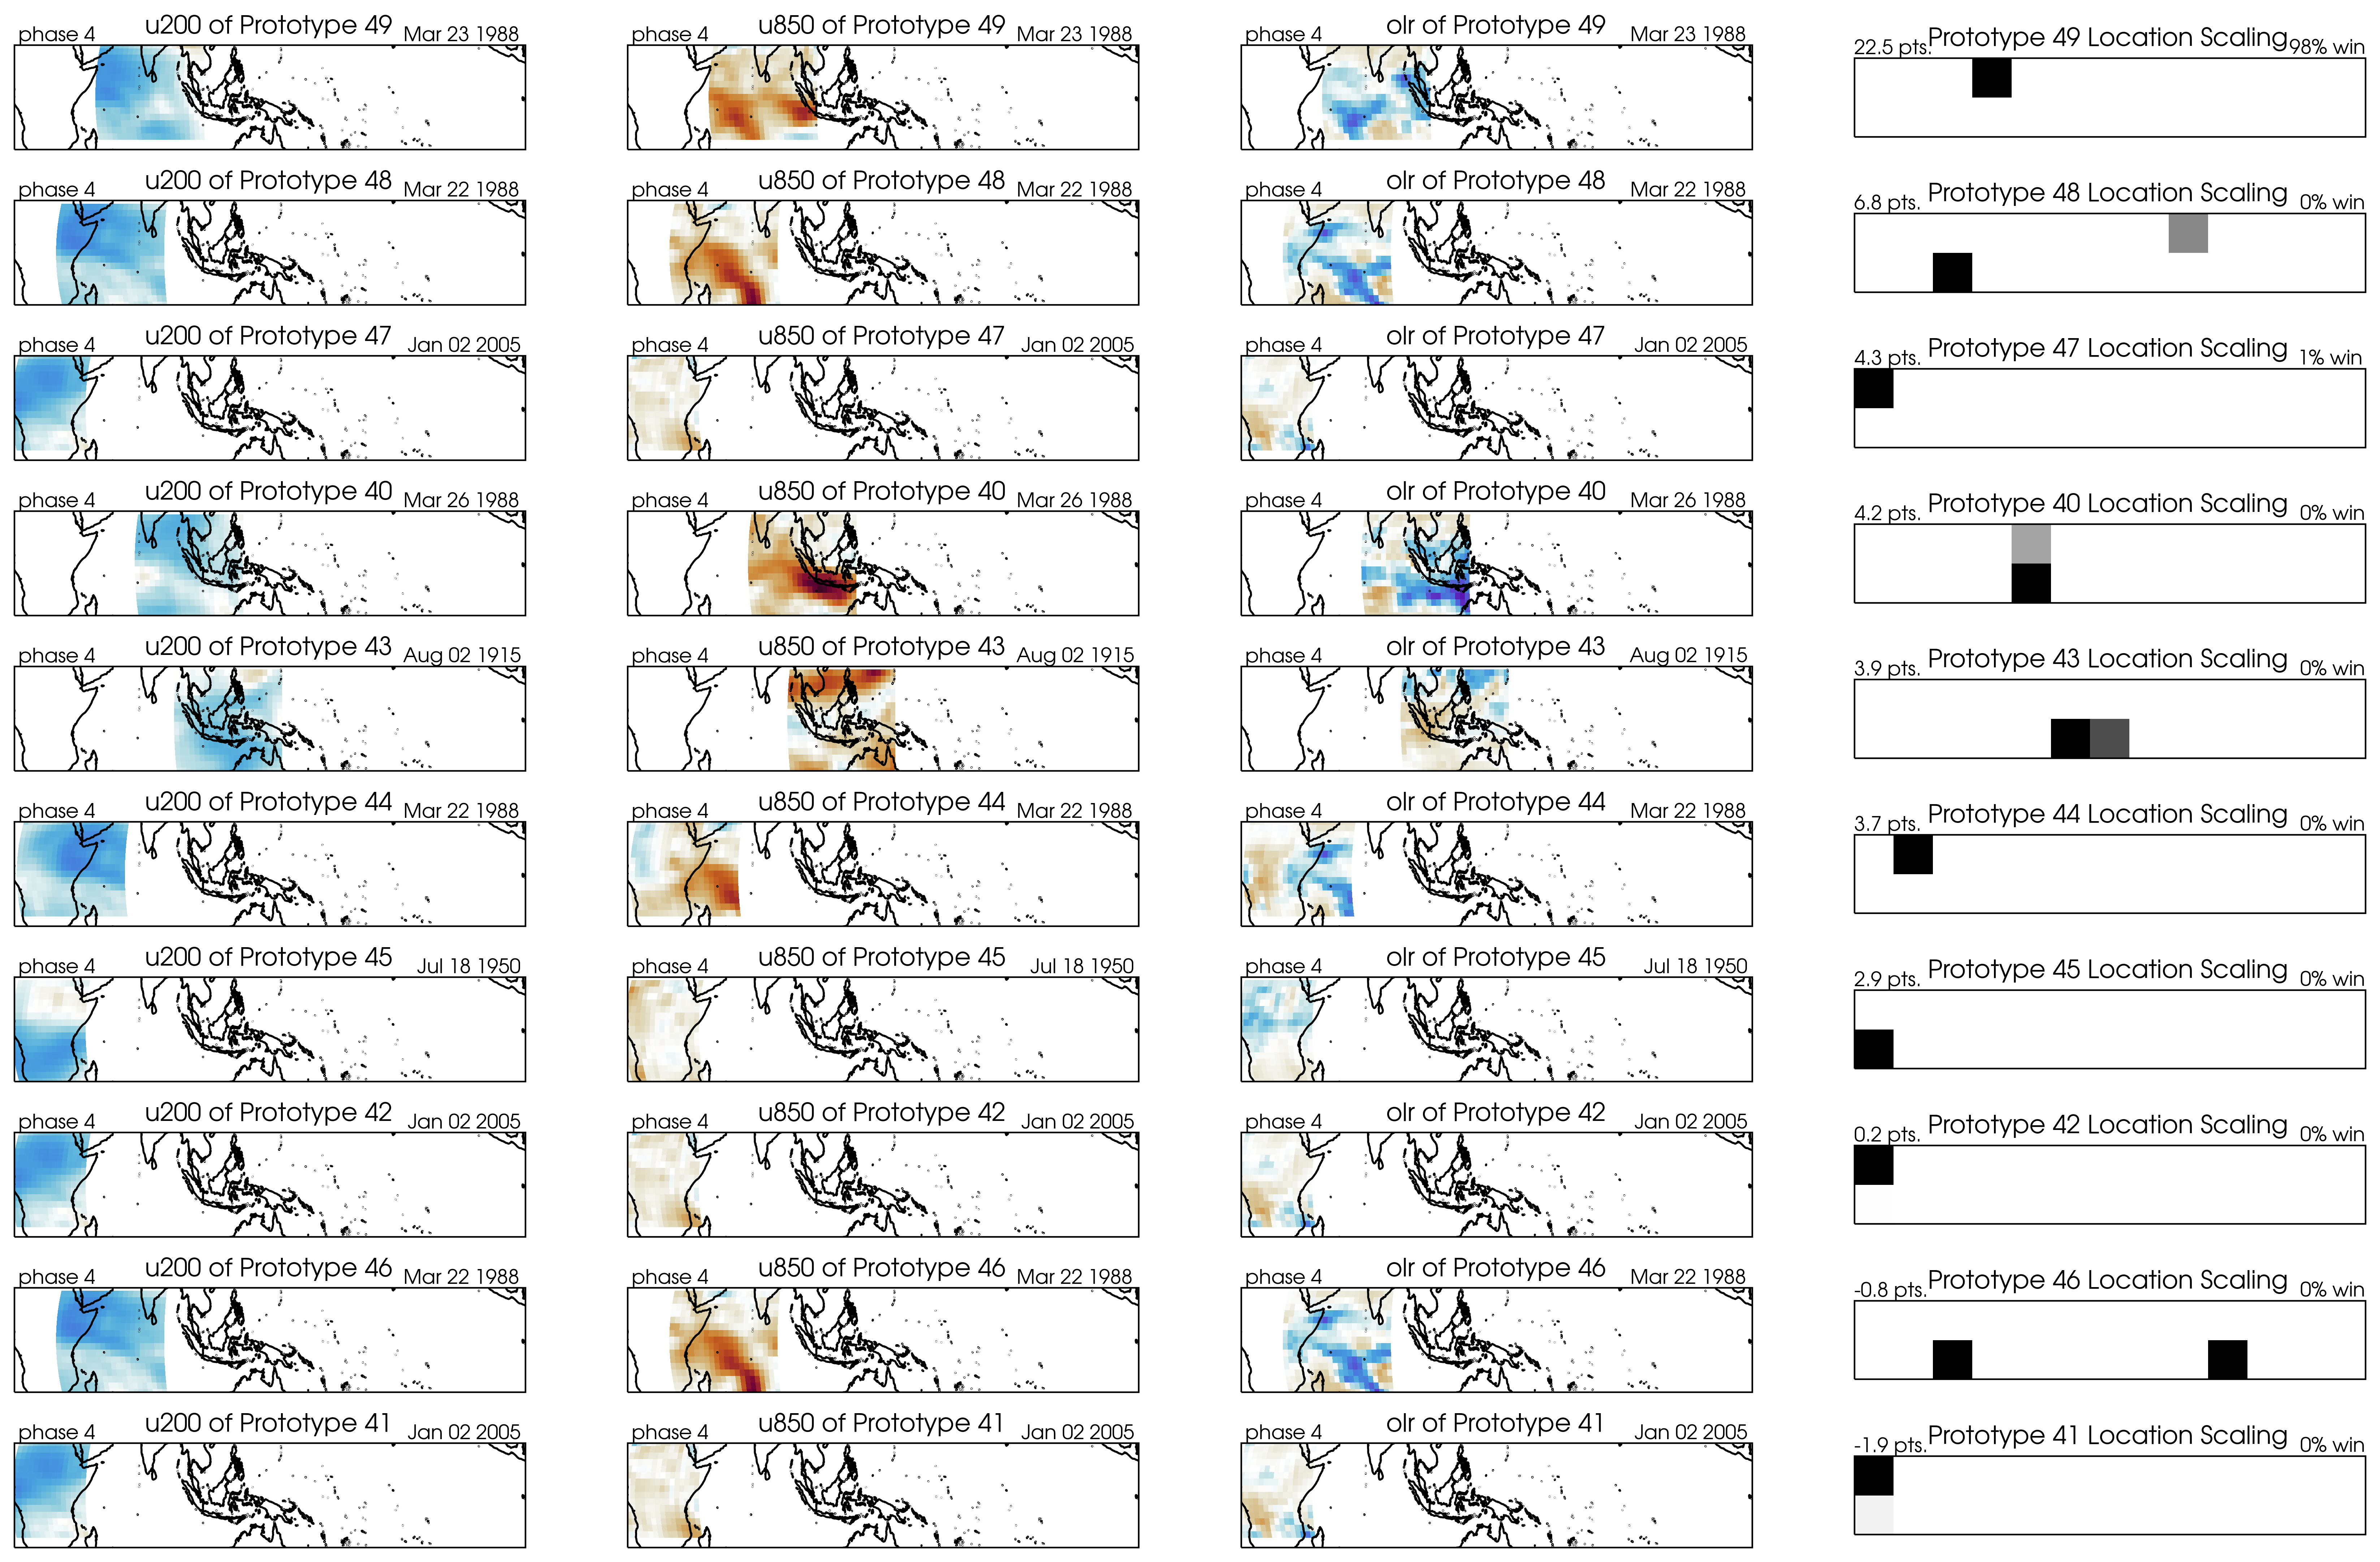 phase 4 u200 of Prototype 49 Mar 23 1988 phase 4 u850 of Prototype 49 Mar 23 1988 phase 4 olr of Prototype 49 Mar 23 1988 22.5 pts. Prototype 49 Location Scaling 98% win
phase 4 u200 of Prototype 48 Mar 22 1988 phase 4 u850 of Prototype 48 Mar 22 1988 phase 4 olr of Prototype 48 Mar 22 1988 6.8 pts. Prototype 48 Location Scaling 0% win
phase 4 u200 of Prototype 47 Jan 02 2005 phase 4 u850 of Prototype 47 Jan 02 2005 phase 4 olr of Prototype 47 Jan 02 2005 4.3 pts. Prototype 47 Location Scaling 1% win
phase 4 u200 of Prototype 40 Mar 26 1988 phase 4 u850 of Prototype 40 Mar 26 1988 phase 4 olr of Prototype 40 Mar 26 1988 4.2 pts. Prototype 40 Location Scaling 0% win
phase 4 u200 of Prototype 43 Aug 02 1915 phase 4 u850 of Prototype 43 Aug 02 1915 phase 4 olr of Prototype 43 Aug 02 1915 3.9 pts. Prototype 43 Location Scaling 0% win
phase 4 u200 of Prototype 44 Mar 22 1988 phase 4 u850 of Prototype 44 Mar 22 1988 phase 4 olr of Prototype 44 Mar 22 1988 3.7 pts. Prototype 44 Location Scaling 0% win
phase 4 u200 of Prototype 45 Jul 18 1950 phase 4 u850 of Prototype 45 Jul 18 1950 phase 4 olr of Prototype 45 Jul 18 1950 2.9 pts. Prototype 45 Location Scaling 0% win
phase 4 u200 of Prototype 42 Jan 02 2005 phase 4 u850 of Prototype 42 Jan 02 2005 phase 4 olr of Prototype 42 Jan 02 2005 0.2 pts. Prototype 42 Location Scaling 0% win
phase 4 u200 of Prototype 46 Mar 22 1988 phase 4 u850 of Prototype 46 Mar 22 1988 phase 4 olr of Prototype 46 Mar 22 1988 -0.8 pts. Prototype 46 Location Scaling 0% win
phase 4 u200 of Prototype 41 Jan 02 2005 phase 4 u850 of Prototype 41 Jan 02 2005 phase 4 olr of Prototype 41 Jan 02 2005 -1.9 pts. Prototype 41 Location Scaling 0% win